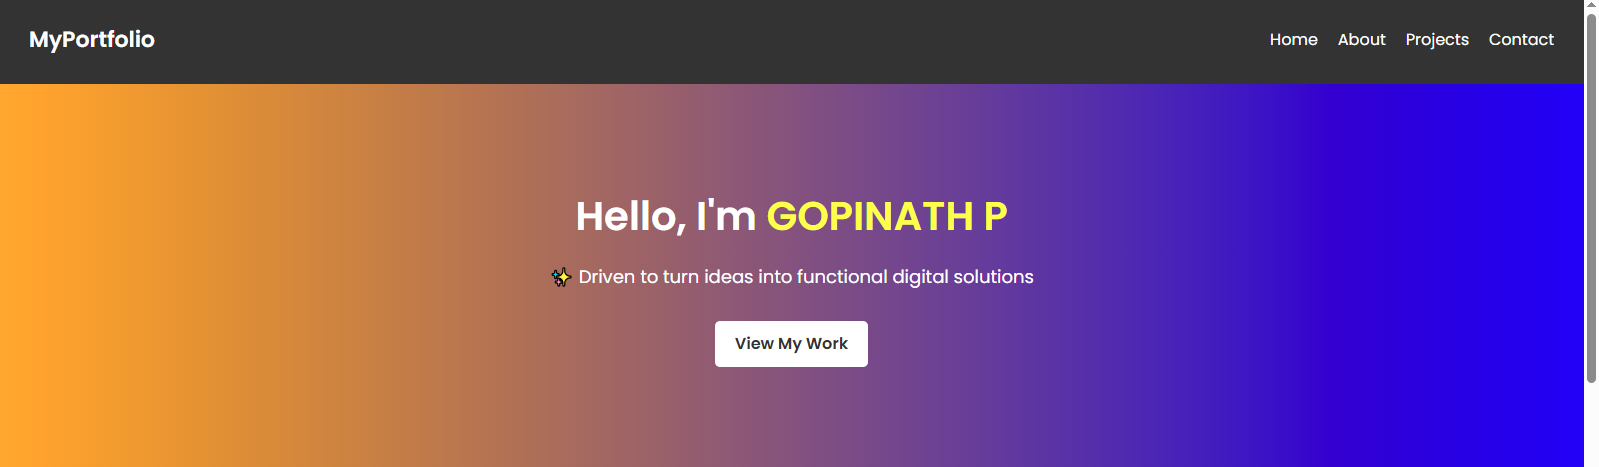 MyPortfolio
Home About Projects Contact
Hello, I'm GOPINATH P
✨ Driven to turn ideas into functional digital solutions
View My Work